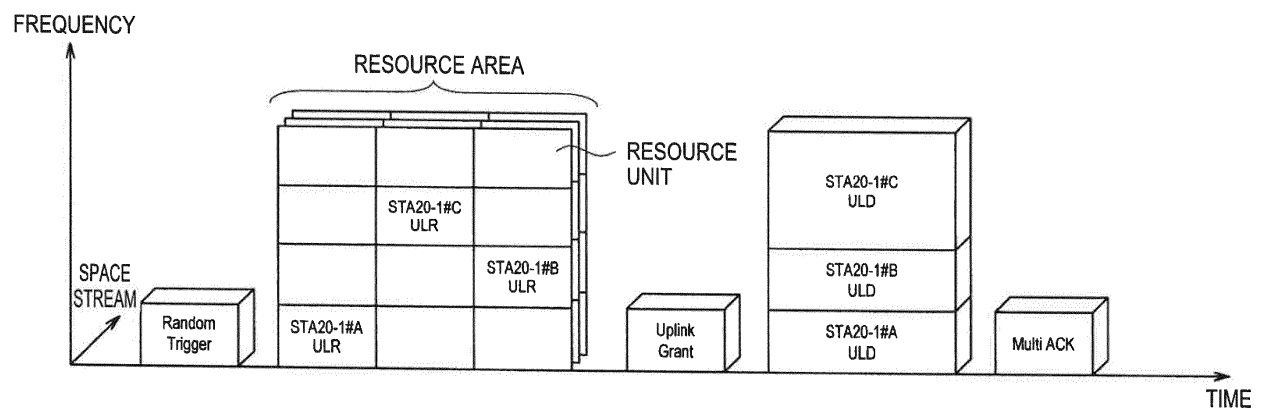 FREQUENCY
RESOURCE AREA
RESOURCE
UNIT
STA20-1#C
ULR
STA20-1#B
ULR
STA20-1#A
ULR
SPACE
STREAM
Random
Trigger
Uplink
Grant
STA20-1#C
ULD
STA20-1#B
ULD
STA20-1#A
ULD
Multi ACK
TIME